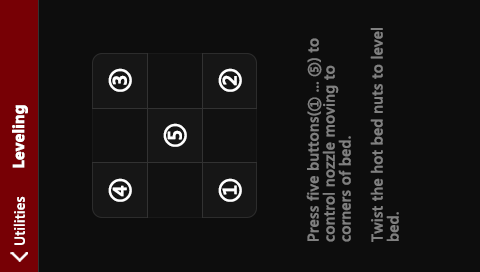 Utilities Leveling
④ ③
⑤
① ②
Press five buttons(① ... ⑤) to
control nozzle moving to
corners of bed.
Twist the hot bed nuts to level
bed.